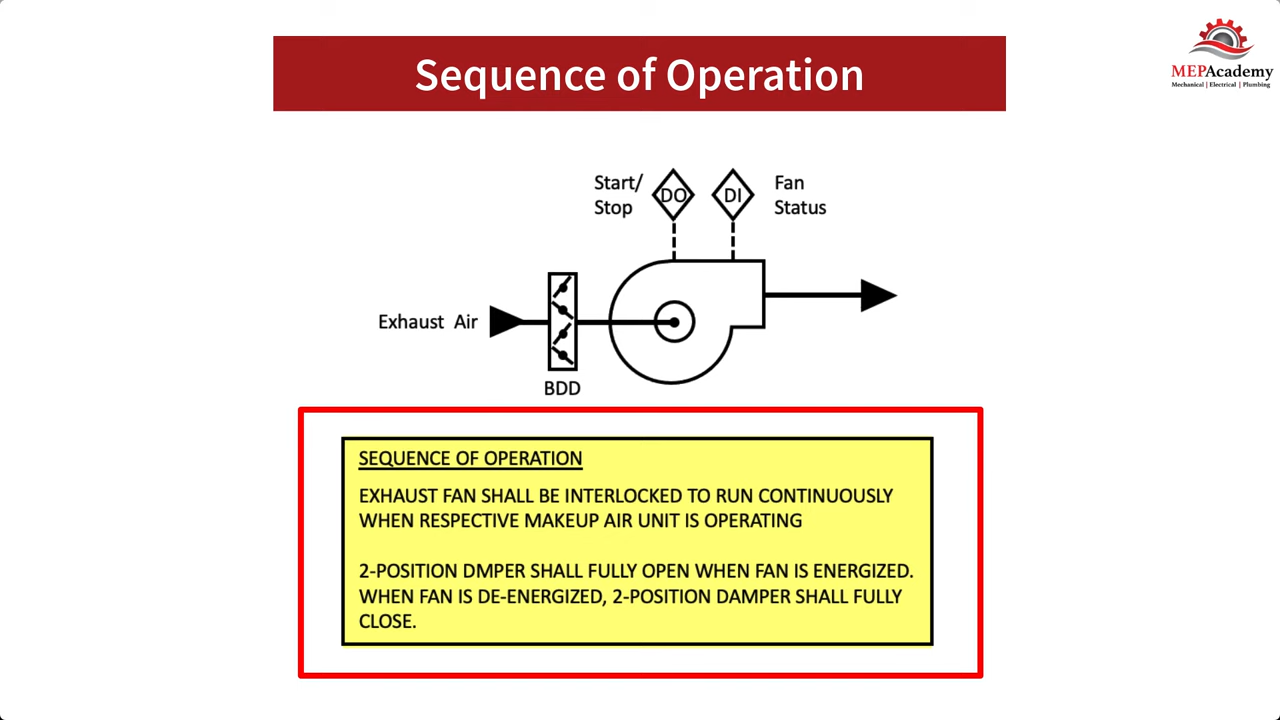 Sequence of Operation
MEPAcademy
Mechanical | Electrical | Plumbing
Start/
Stop
DO
DI
Fan
Status
Exhaust Air
BDD
SEQUENCE OF OPERATION
EXHAUST FAN SHALL BE INTERLOCKED TO RUN CONTINUOUSLY
WHEN RESPECTIVE MAKEUP AIR UNIT IS OPERATING
2-POSITION DMPER SHALL FULLY OPEN WHEN FAN IS ENERGIZED.
WHEN FAN IS DE-ENERGIZED, 2-POSITION DAMPER SHALL FULLY
CLOSE.